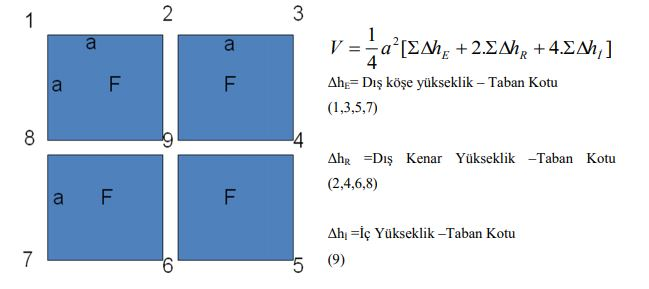 1 2 3
a a
a F F
8 9 4
a F F
7 6 5
V = 1/4 a²[ΣΔh_E + 2.ΣΔh_R + 4.ΣΔh_I]
Δh_E= Dış köşe yükseklik – Taban Kotu
(1,3,5,7)
Δh_R =Dış Kenar Yükseklik –Taban Kotu
(2,4,6,8)
Δh_I =İç Yükseklik –Taban Kotu
(9)